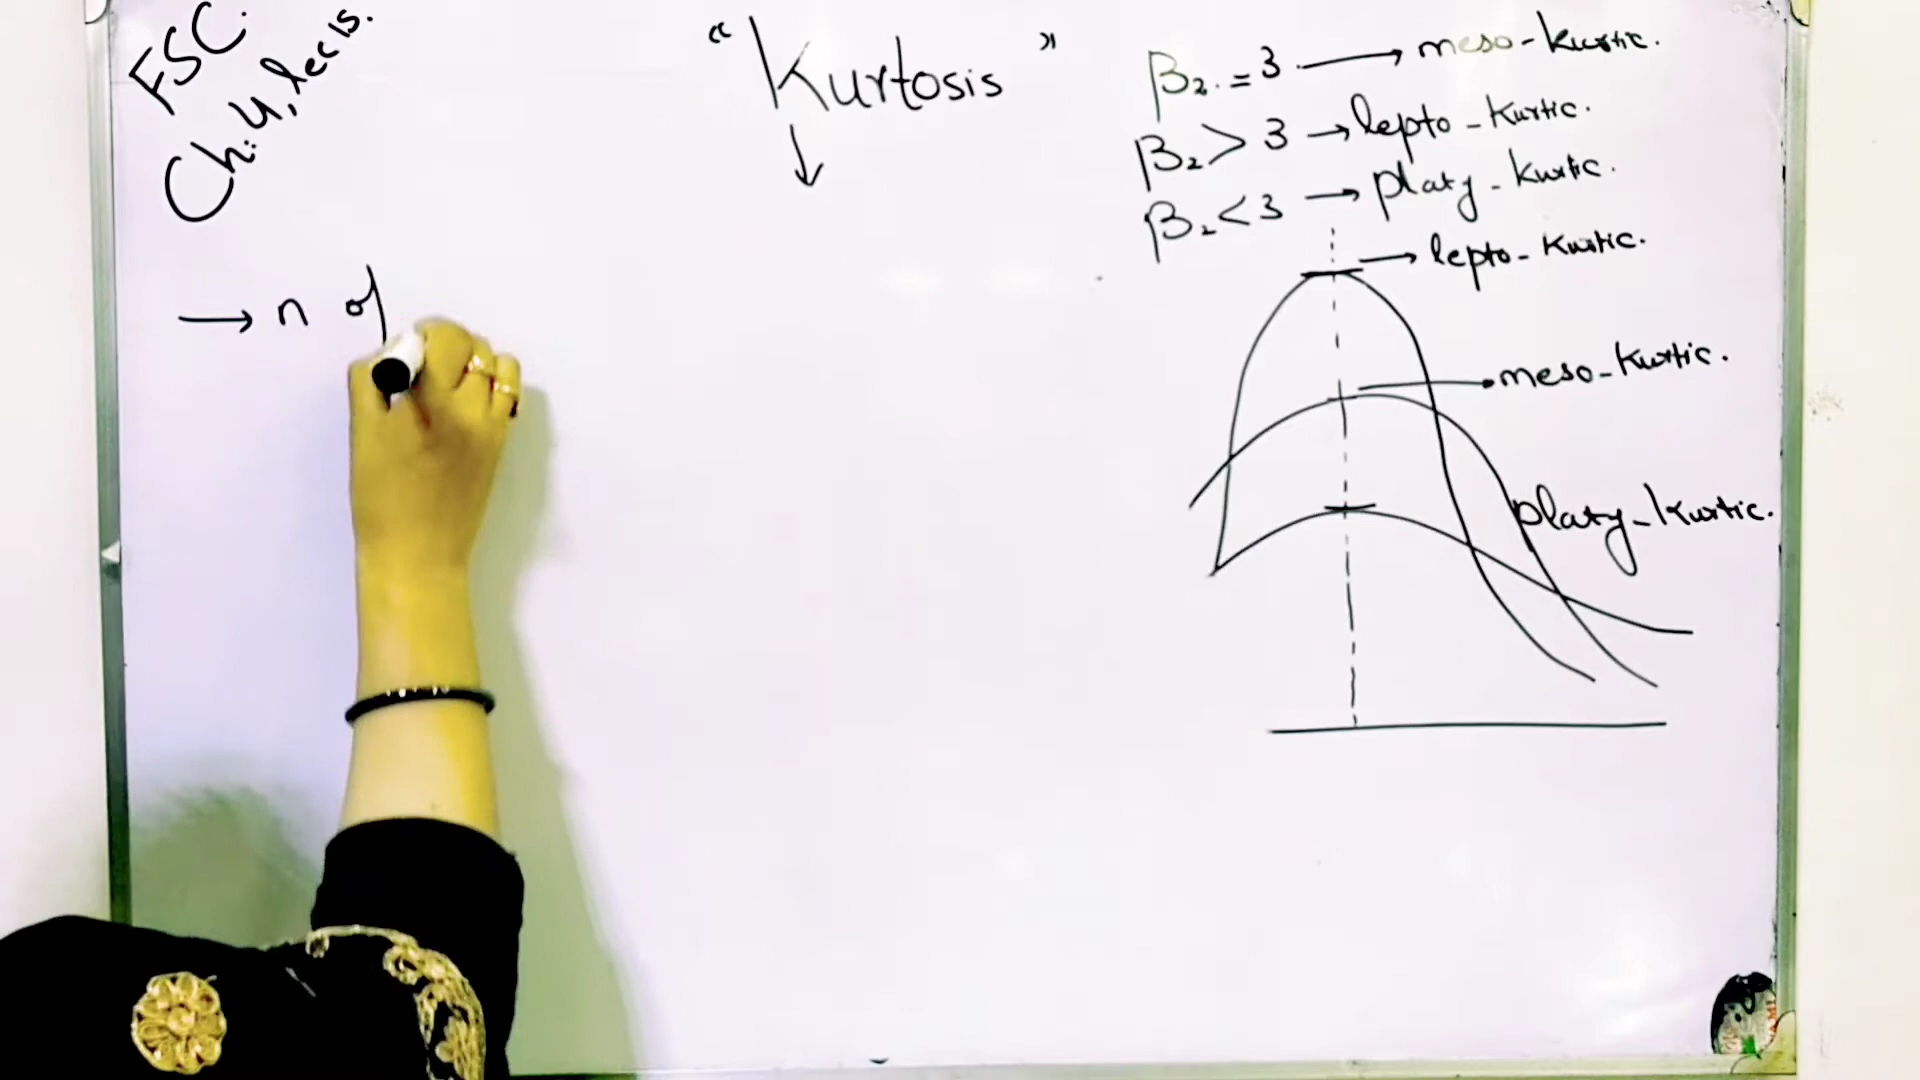 FSC.
Ch: 4, lec 15.
"Kurtosis"
β₂ = 3 → meso-kurtic.
β₂ > 3 → lepto-kurtic.
β₂ < 3 → platy-kurtic.
→ lepto-kurtic.
meso-kurtic.
platy-kurtic.
→ n of